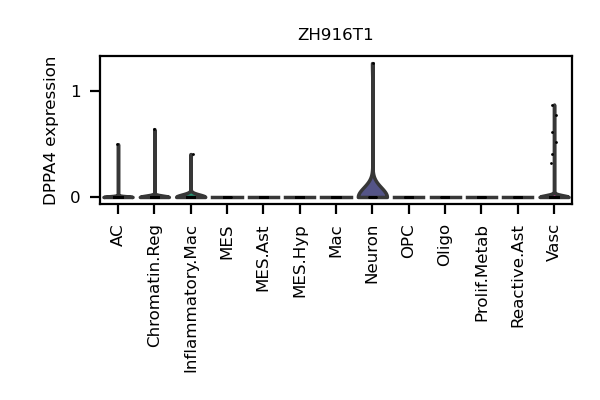 ZH916T1
DPPA4 expression
1
0
AC
Chromatin.Reg
Inflammatory.Mac
MES
MES.Ast
MES.Hyp
Mac
Neuron
OPC
Oligo
Prolif.Metab
Reactive.Ast
Vasc